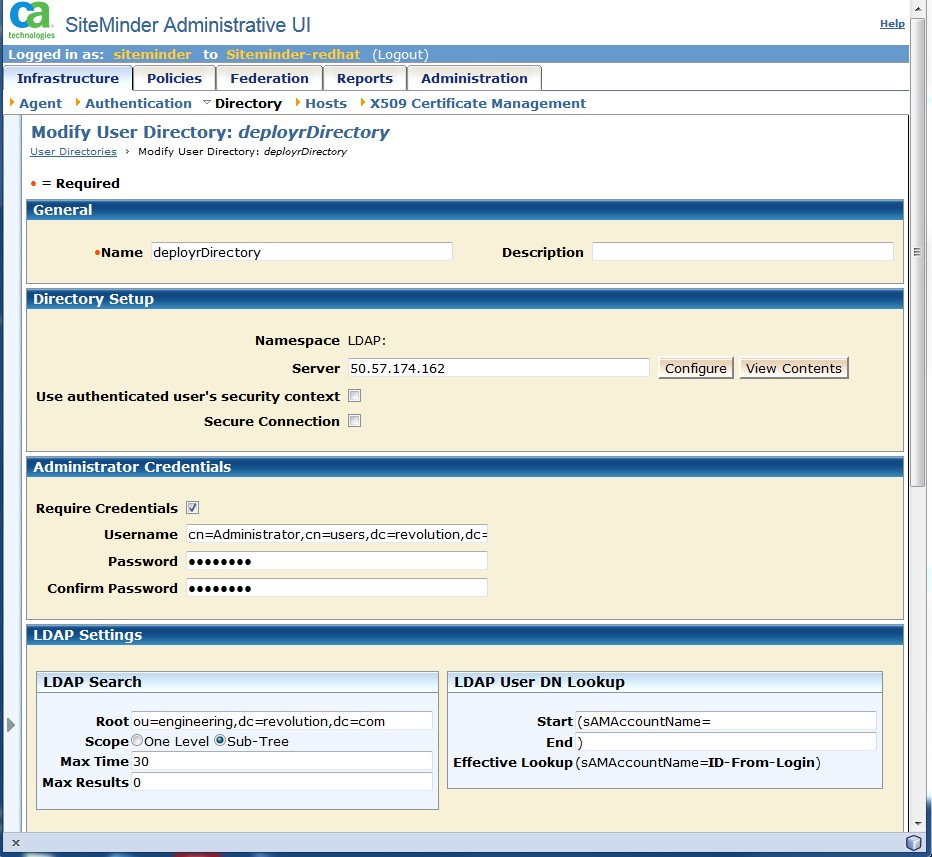 ca
technologies
SiteMinder Administrative UI
Help
Logged in as: siteminder to Siteminder-redhat (Logout)
Infrastructure Policies Federation Reports Administration
Agent Authentication Directory Hosts X509 Certificate Management
Modify User Directory: deployrDirectory
User Directories › Modify User Directory: deployrDirectory
• = Required
General
•Name deployrDirectory Description
Directory Setup
Namespace LDAP:
Server 50.57.174.162 Configure View Contents
Use authenticated user's security context
Secure Connection
Administrator Credentials
Require Credentials
Username cn=Administrator,cn=users,dc=revolution,dc=
Password ••••••••
Confirm Password ••••••••
LDAP Settings
LDAP Search
Root ou=engineering,dc=revolution,dc=com
Scope One Level Sub-Tree
Max Time 30
Max Results 0
LDAP User DN Lookup
Start (sAMAccountName=
End )
Effective Lookup (sAMAccountName=ID-From-Login)